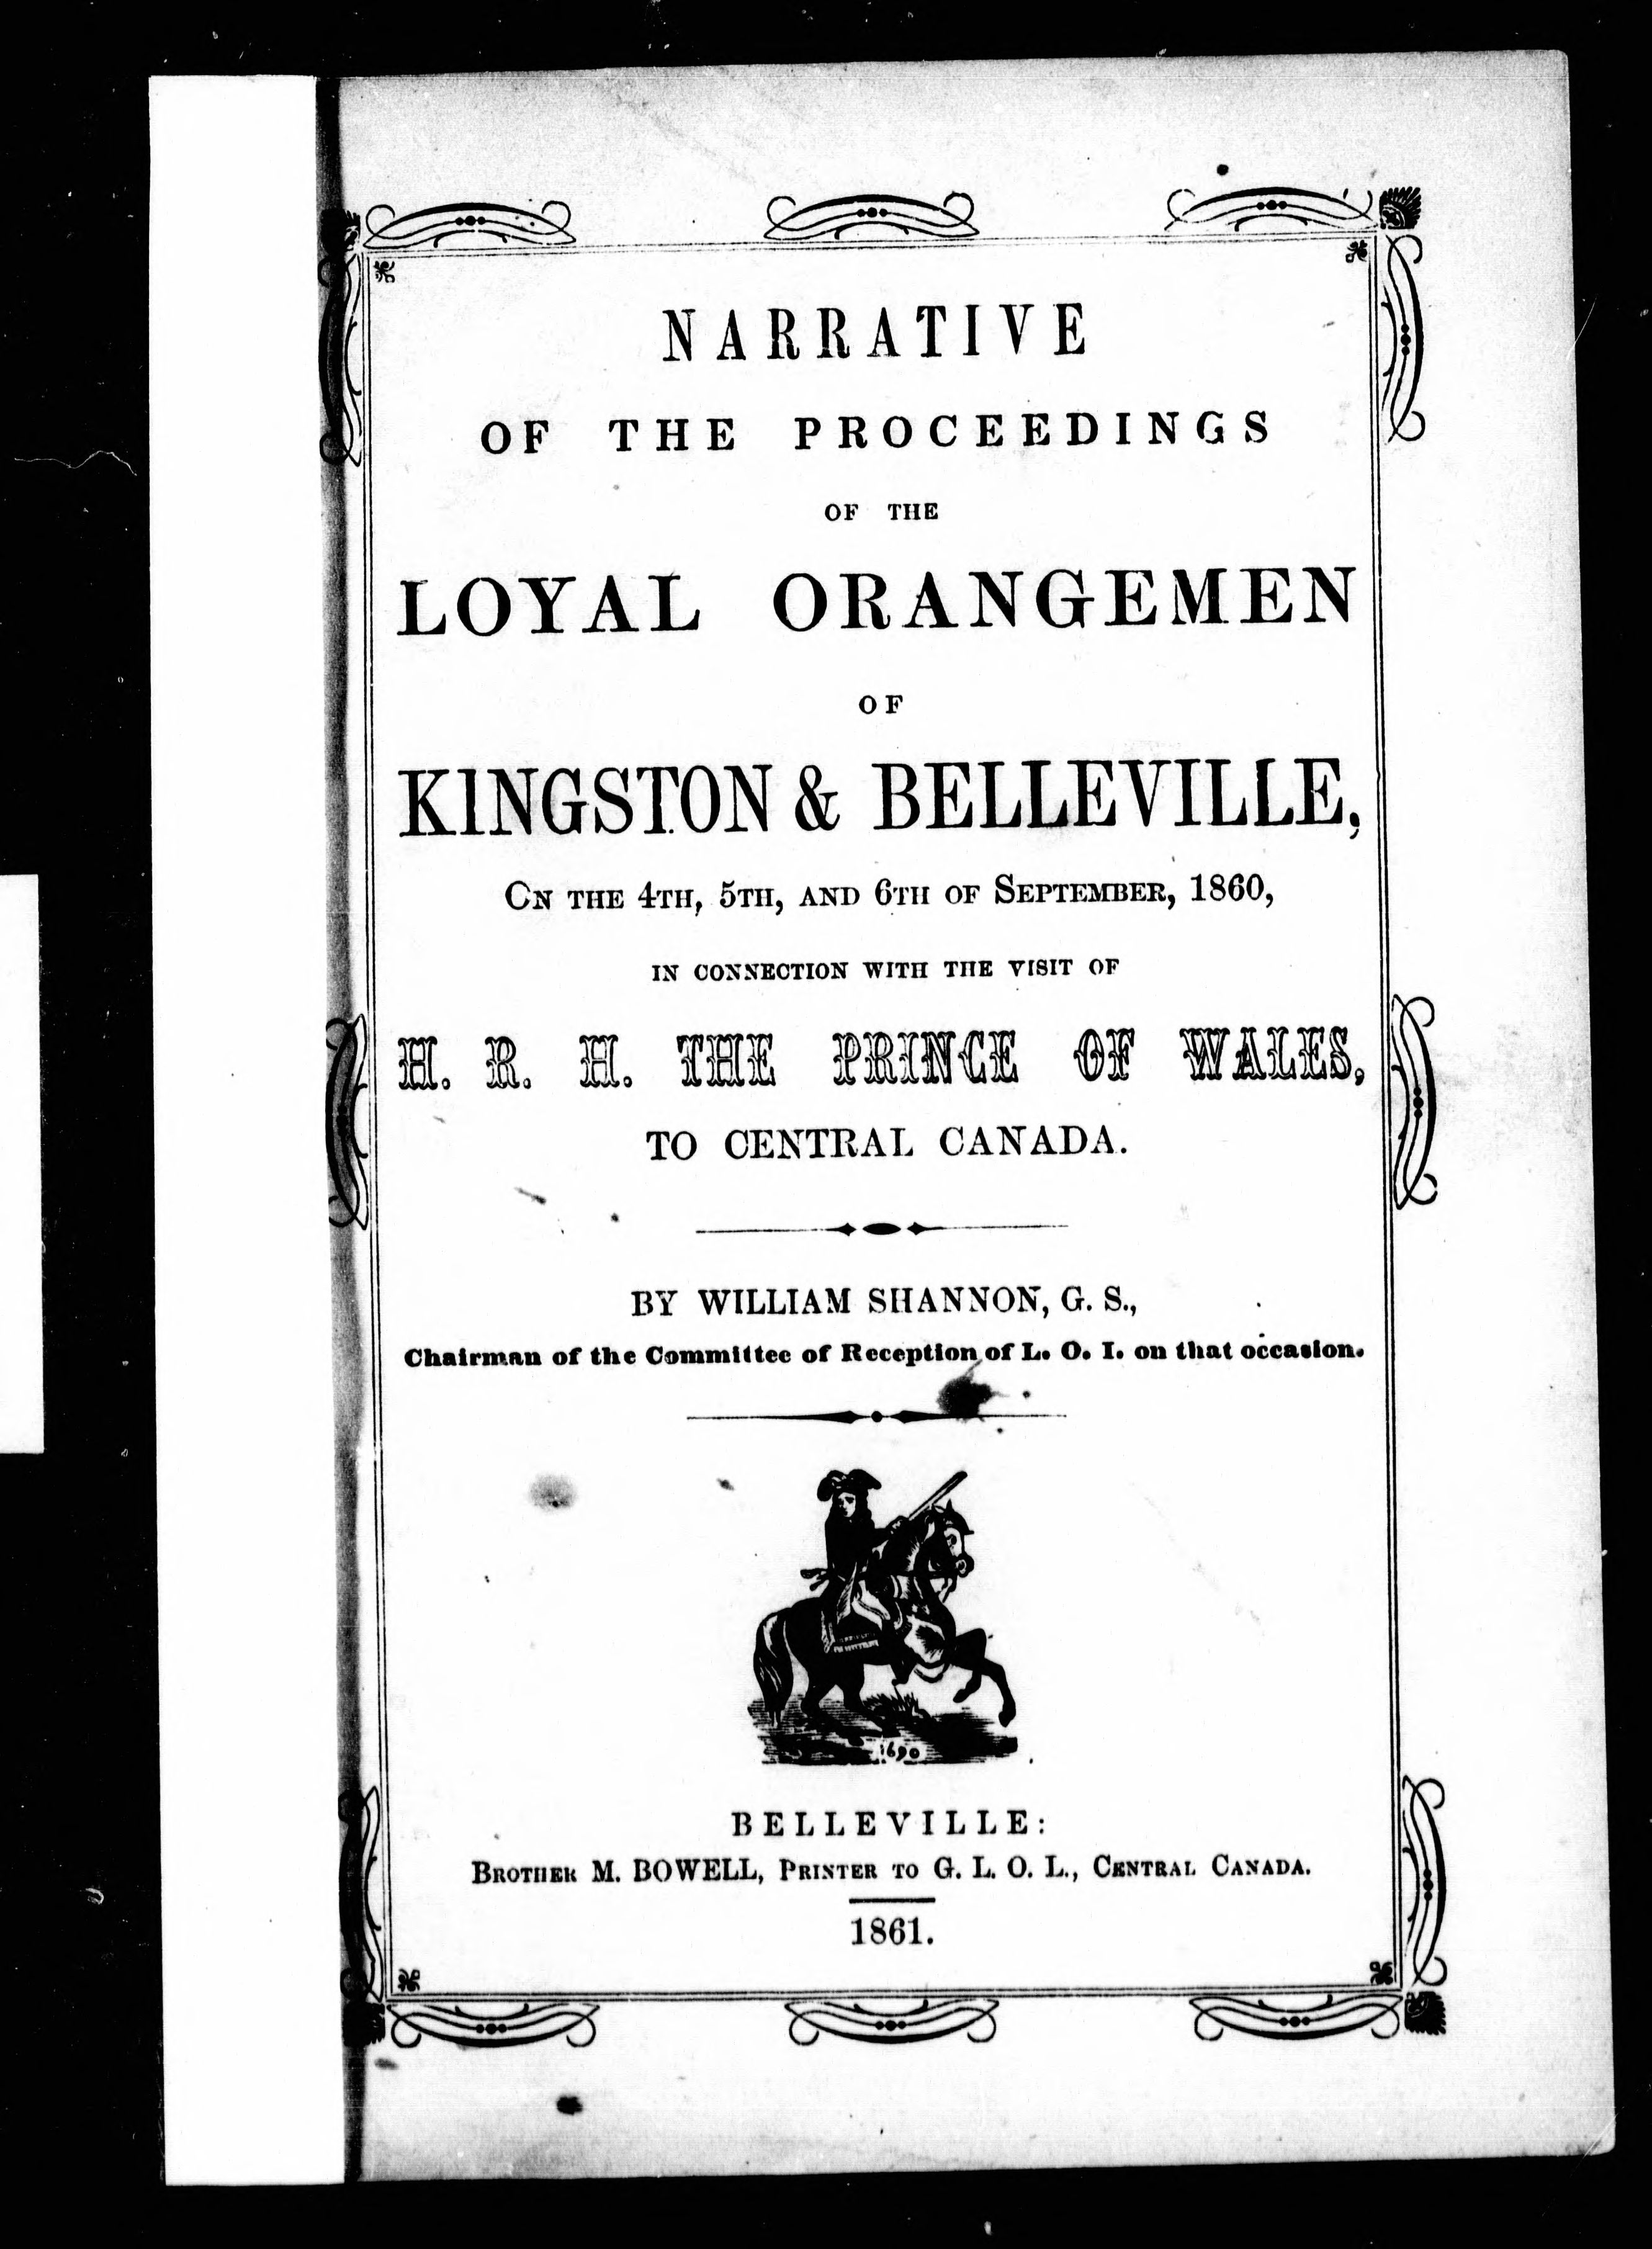 NARRATIVE
OF THE PROCEEDINGS
OF THE
LOYAL ORANGEMEN
OF
KINGSTON & BELLEVILLE,
ON THE 4TH, 5TH, AND 6TH OF SEPTEMBER, 1860,
IN CONNECTION WITH THE VISIT OF
H. R. H. THE PRINCE OF WALES,
TO CENTRAL CANADA.
BY WILLIAM SHANNON, G. S.,
Chairman of the Committee of Reception of L. O. I. on that occasion.
1690
BELLEVILLE:
BROTHER M. BOWELL, PRINTER TO G. L. O. L., CENTRAL CANADA.
1861.